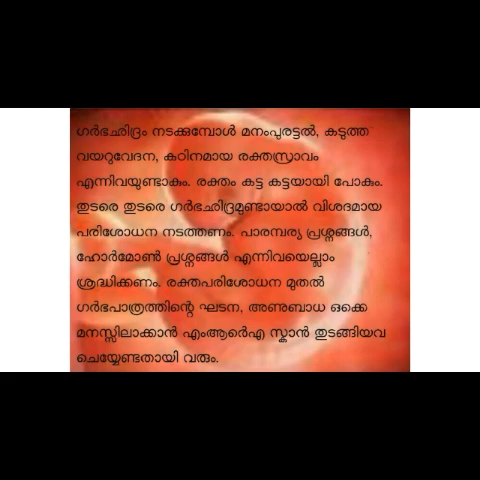 ഗർഭഛിദ്രം നടക്കുമ്പോൾ മനംപുരട്ടൽ, കടുത്ത
വയറുവേദന, കഠിനമായ രക്തസ്രാവം
എന്നിവയുണ്ടാകും. രക്തം കട്ട കട്ടയായി പോകും.
തുടരെ തുടരെ ഗർഭഛിദ്രമുണ്ടായാൽ വിശദമായ
പരിശോധന നടത്തണം. പാരമ്പര്യ പ്രശ്നങ്ങൾ,
ഹോർമോൺ പ്രശ്നങ്ങൾ എന്നിവയെല്ലാം
ശ്രദ്ധിക്കണം. രക്തപരിശോധന മുതൽ
ഗർഭപാത്രത്തിന്റെ ഘടന, അണുബാധ ഒക്കെ
മനസ്സിലാക്കാൻ എംആർഎെ സ്കാൻ തുടങ്ങിയവ
ചെയ്യേണ്ടതായി വരും.